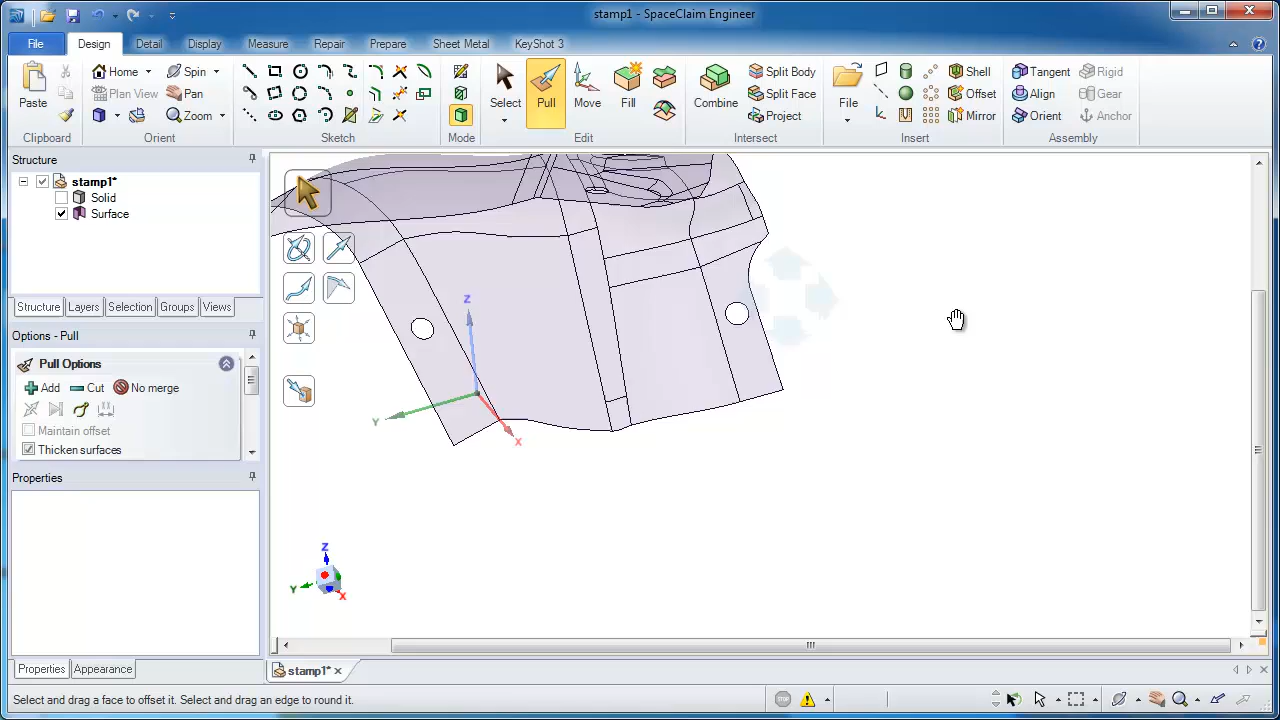 stamp1 - SpaceClaim Engineer
File Design Detail Display Measure Repair Prepare Sheet Metal KeyShot 3
Paste
Clipboard
Home Spin
Plan View Pan
Zoom
Orient
Sketch
Mode
Select Pull Move Fill
Edit
Combine
Split Body
Split Face
Project
Intersect
File
Shell
Offset
Mirror
Insert
Tangent Rigid
Align Gear
Orient Anchor
Assembly
Structure
stamp1*
Solid
Surface
Structure Layers Selection Groups Views
Options - Pull
Pull Options
Add Cut No merge
Maintain offset
Thicken surfaces
Properties
Properties Appearance
Z
Y
X
Z
Y
X
stamp1*
Select and drag a face to offset it. Select and drag an edge to round it.